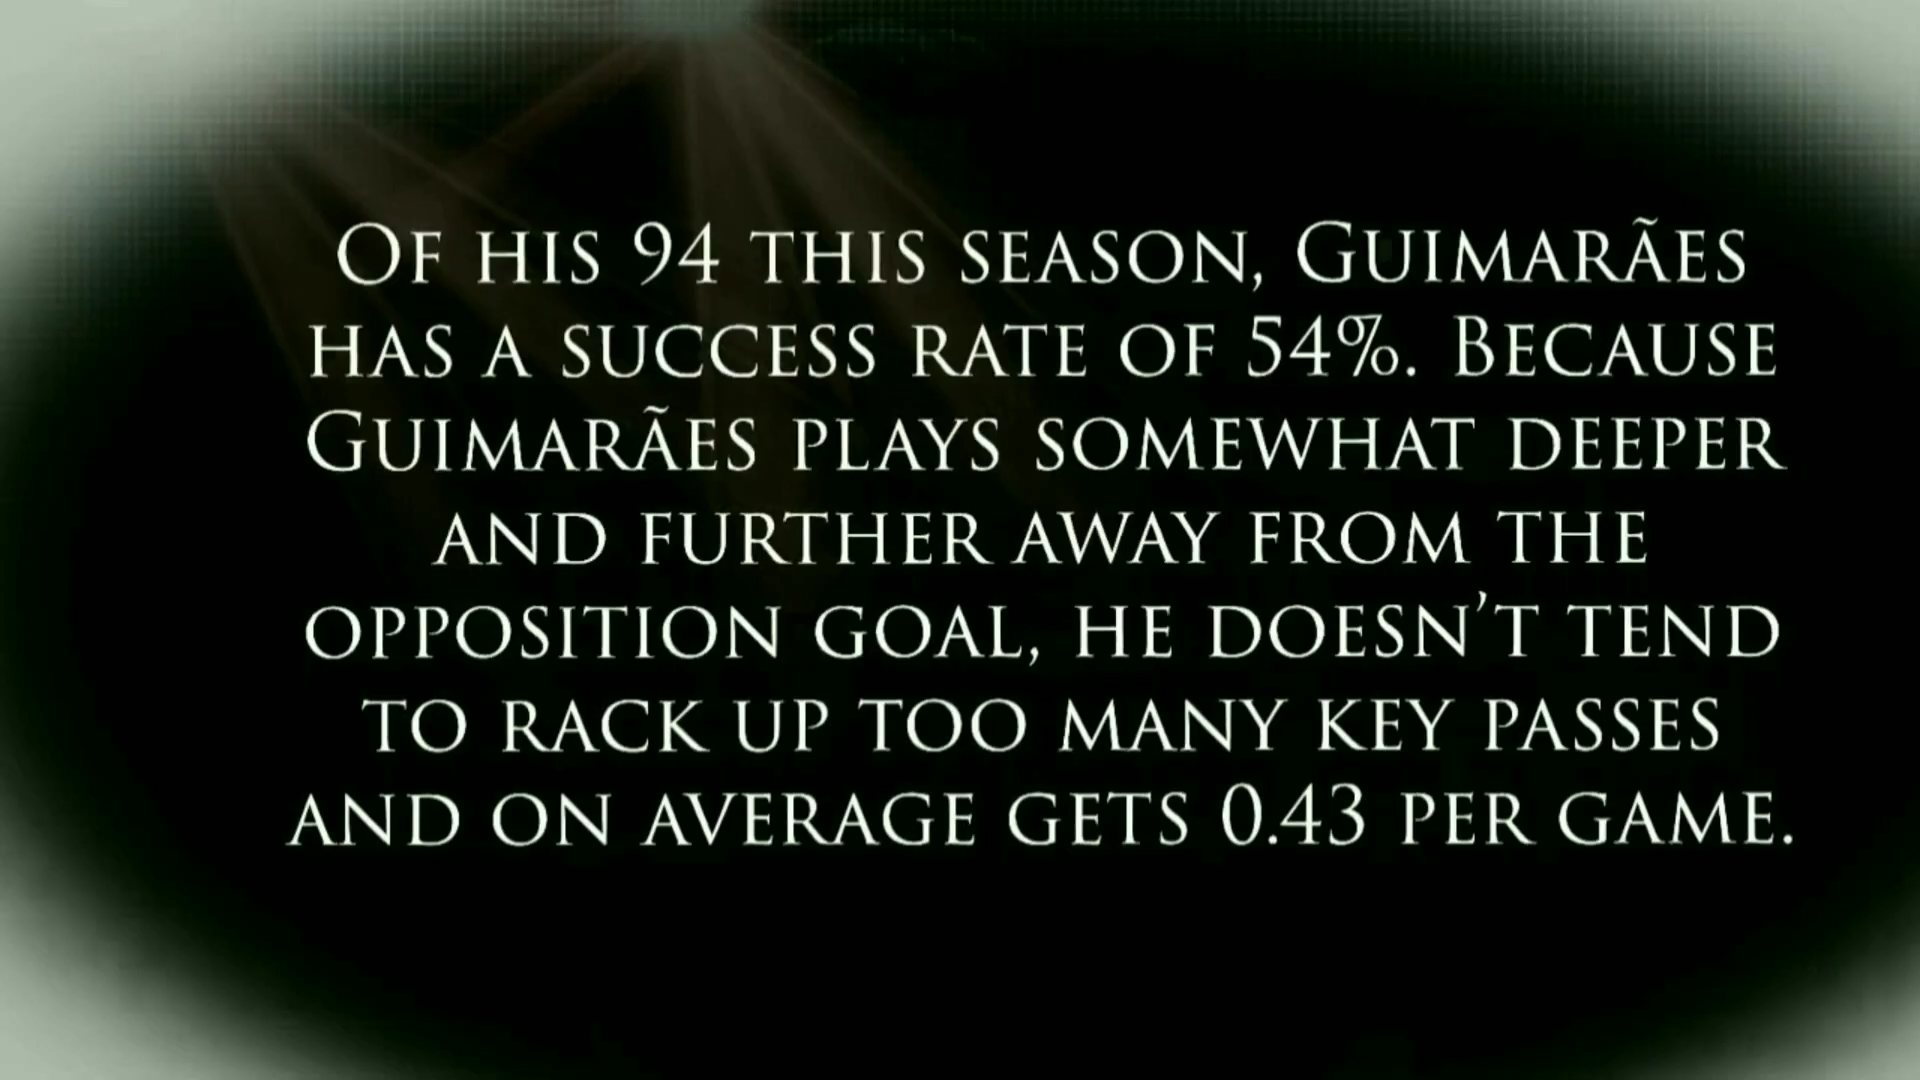 Of his 94 this season, Guimarães
has a success rate of 54%. Because
Guimarães plays somewhat deeper
and further away from the
opposition goal, he doesn’t tend
to rack up too many key passes
and on average gets 0.43 per game.